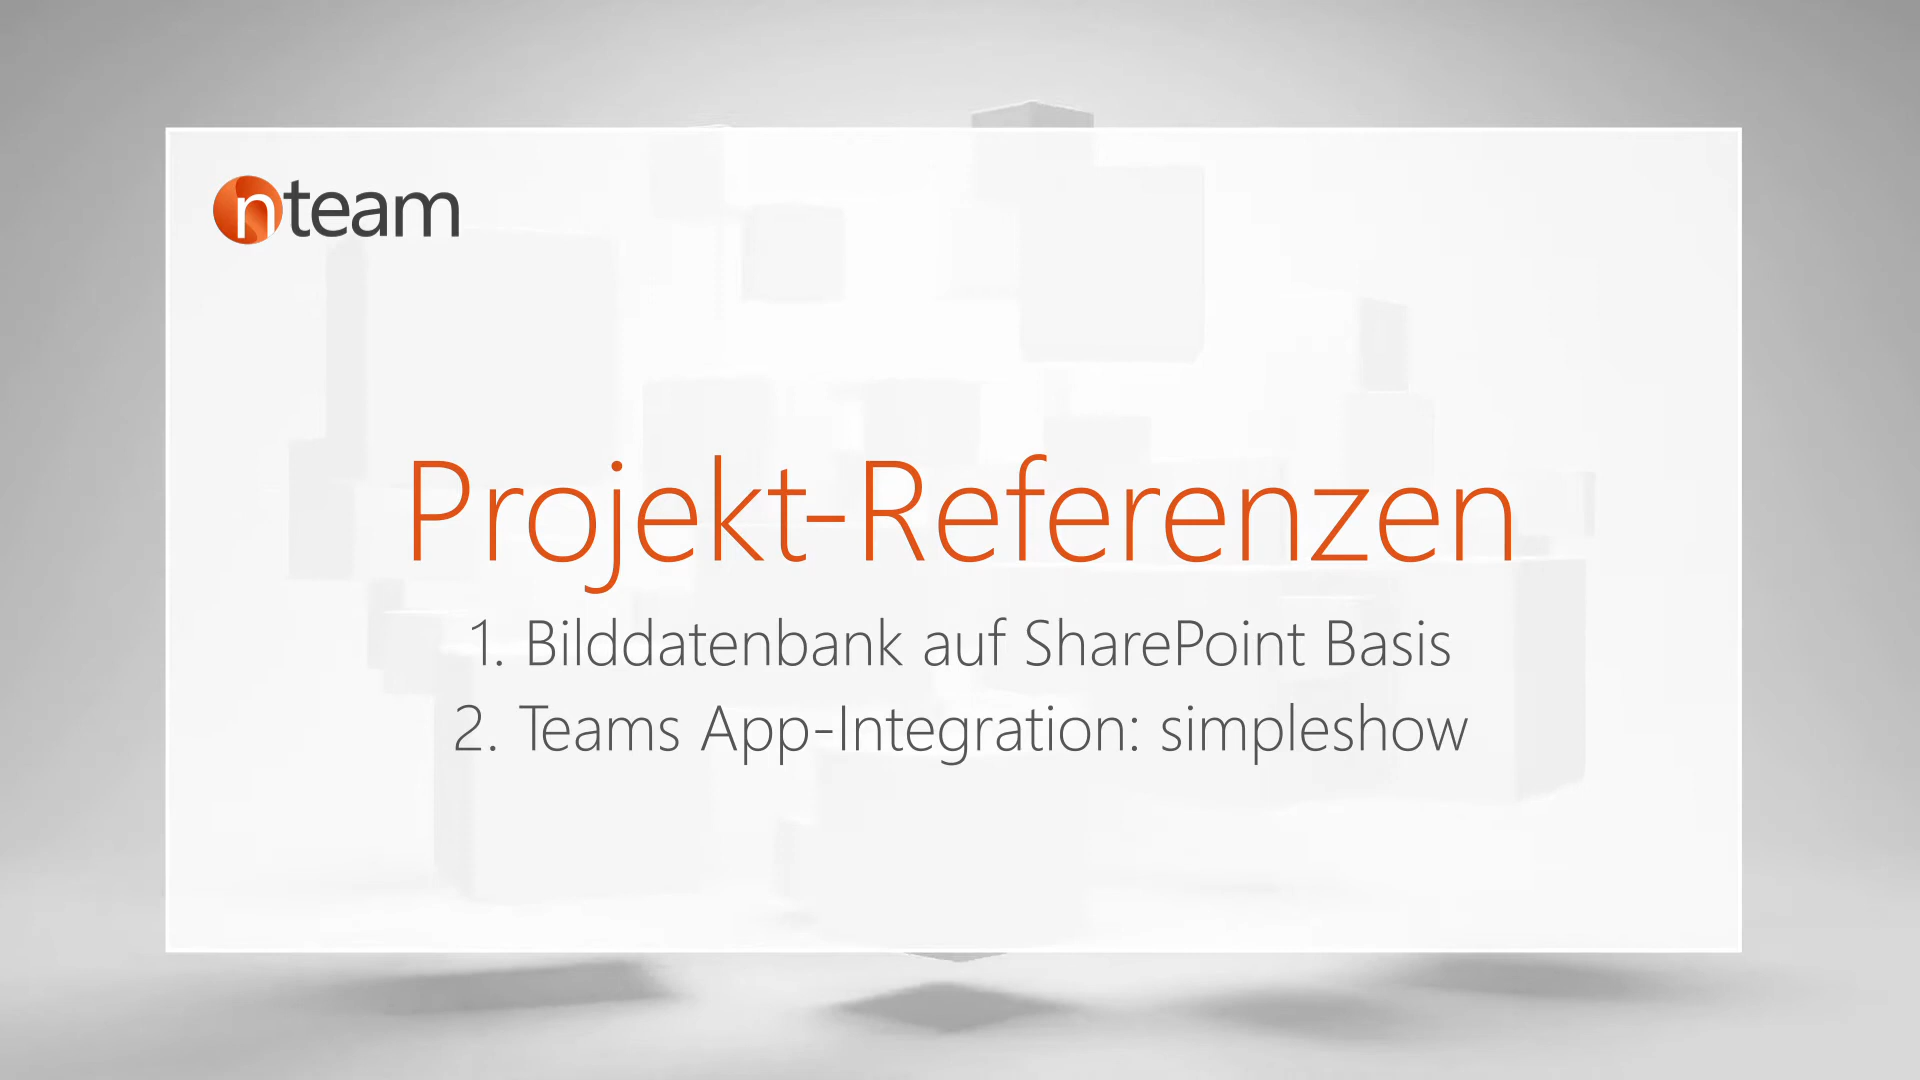 nteam
Projekt-Referenzen
1. Bilddatenbank auf SharePoint Basis
2. Teams App-Integration: simpleshow